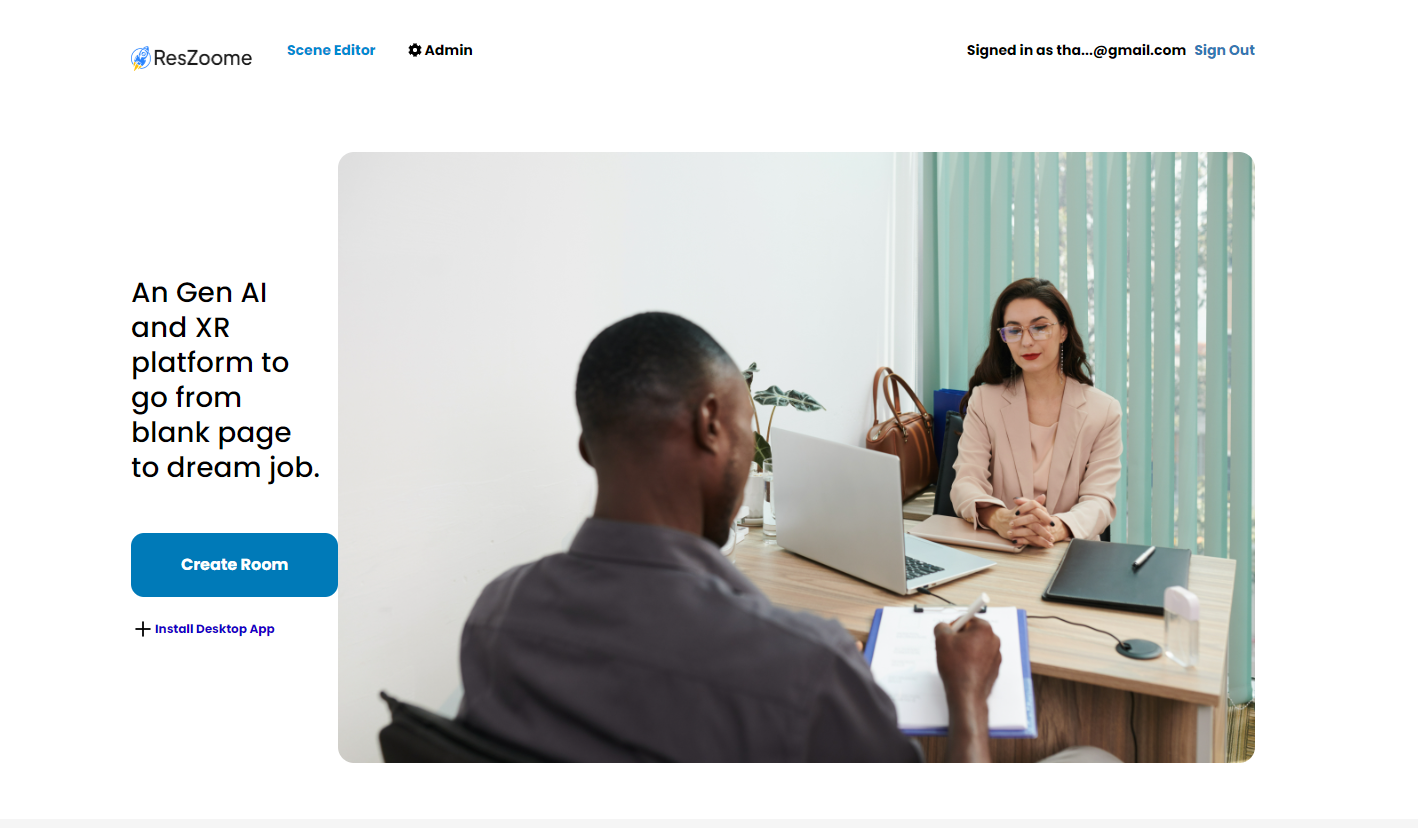 ResZoome
Scene Editor
Admin
Signed in as tha...@gmail.com
Sign Out
An Gen AI
and XR
platform to
go from
blank page
to dream job.
Create Room
Install Desktop App